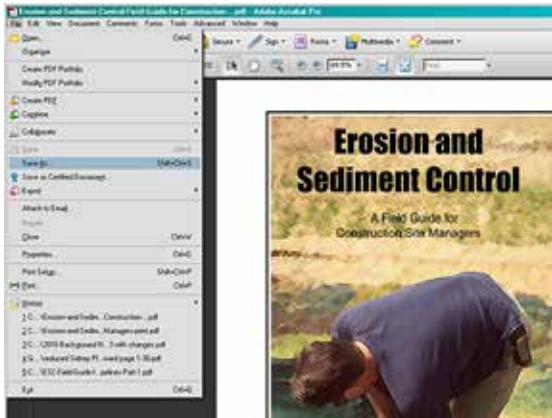 Erosion and Sediment Control Field Guide for Construction-...pdf - Adobe Acrobat Pro
File Edit View Document Comments Forms Tools Advanced Window Help
Open... Ctrl+O
Organizer
Create PDF Portfolio
Modify PDF Portfolio
Create PDF
Combine
Collaborate
Save Ctrl+S
Save As... Shift+Ctrl+S
Save as Certified Document...
Export
Attach to Email...
Close Ctrl+W
Properties... Ctrl+D
Print Setup... Shift+Ctrl+P
Print... Ctrl+P
History
Exit Ctrl+Q
Secure Sign Forms Multimedia Comment
Find
Erosion and
Sediment Control
A Field Guide for
Construction Site Managers